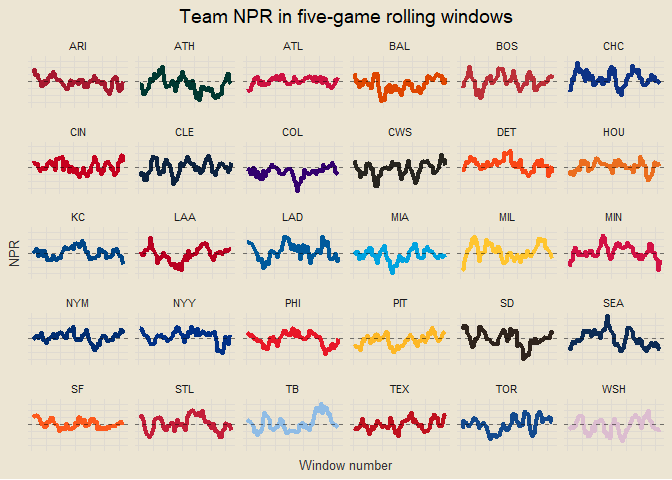 Team NPR in five-game rolling windows
ARI ATH ATL BAL BOS CHC
CIN CLE COL CWS DET HOU
KC LAA LAD MIA MIL MIN
NPR
NYM NYY PHI PIT SD SEA
SF STL TB TEX TOR WSH
Window number